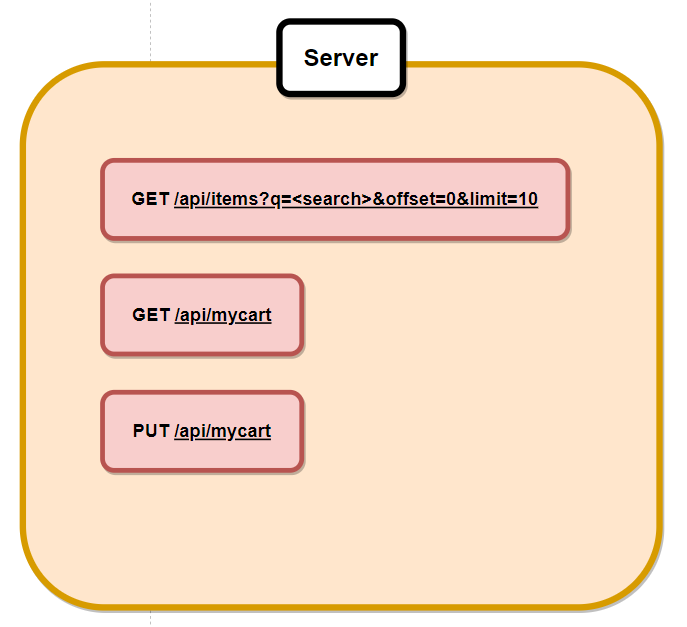 Server
GET /api/items?q=<search>&offset=0&limit=10
GET /api/mycart
PUT /api/mycart